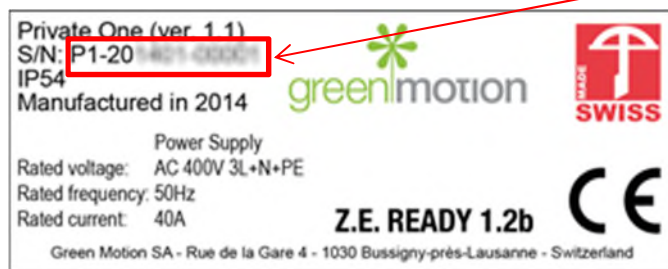 Private One (ver. 1.1)
S/N: P1-20
IP54
Manufactured in 2014
greenmotion
MADE
SWISS
Power Supply
Rated voltage: AC 400V 3L+N+PE
Rated frequency: 50Hz
Rated current: 40A
Z.E. READY 1.2b
CE
Green Motion SA - Rue de la Gare 4 - 1030 Bussigny-près-Lausanne - Switzerland